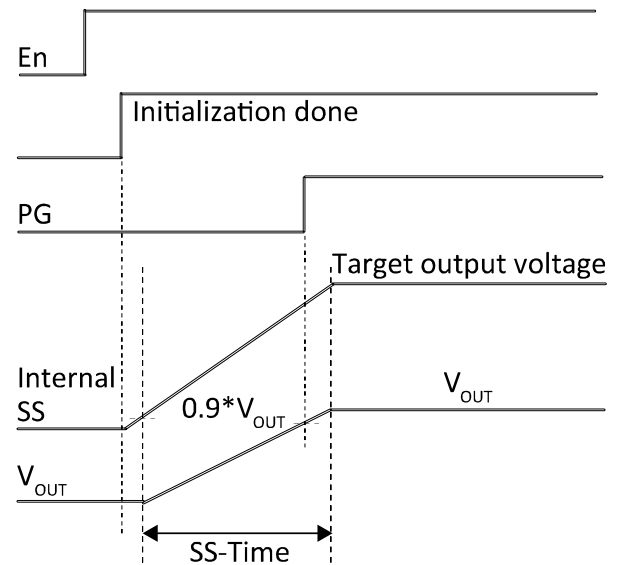 En
Initialization done
PG
Target output voltage
Internal
SS
0.9*VOUT
VOUT
VOUT
SS-Time